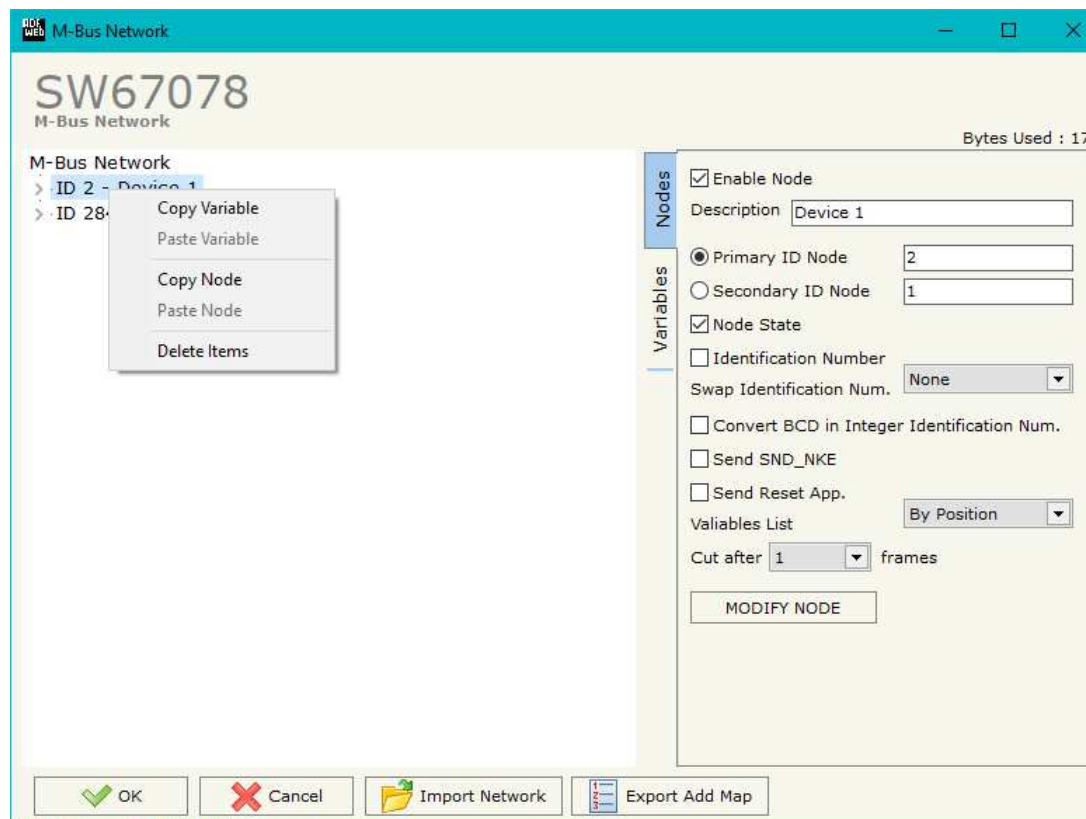 ADF
WEB
M-Bus Network
SW67078
M-Bus Network
Bytes Used : 17
M-Bus Network
ID 2 - Device 1
ID 284
Copy Variable
Paste Variable
Copy Node
Paste Node
Delete Items
Nodes
Variables
Enable Node
Description Device 1
Primary ID Node 2
Secondary ID Node 1
Node State
Identification Number
Swap Identification Num. None
Convert BCD in Integer Identification Num.
Send SND_NKE
Send Reset App.
Valiables List By Position
Cut after 1 frames
MODIFY NODE
OK Cancel Import Network Export Add Map